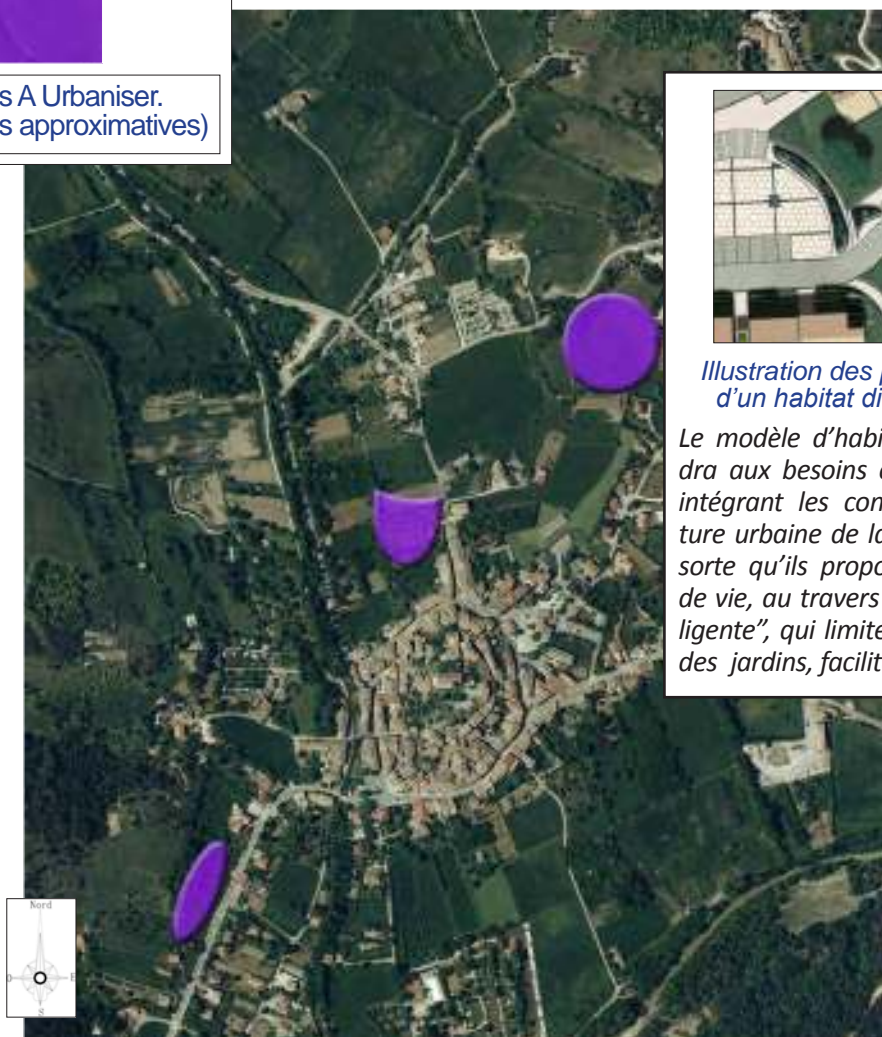 s A Urbaniser.
s approximatives)
Illustration des p
d’un habitat di
Le modèle d’habi
dra aux besoins
intégrant les con
ture urbaine de la
sorte qu’ils propo
de vie, au travers
ligente”, qui limite
des jardins, facilit
Nord
O
E
S